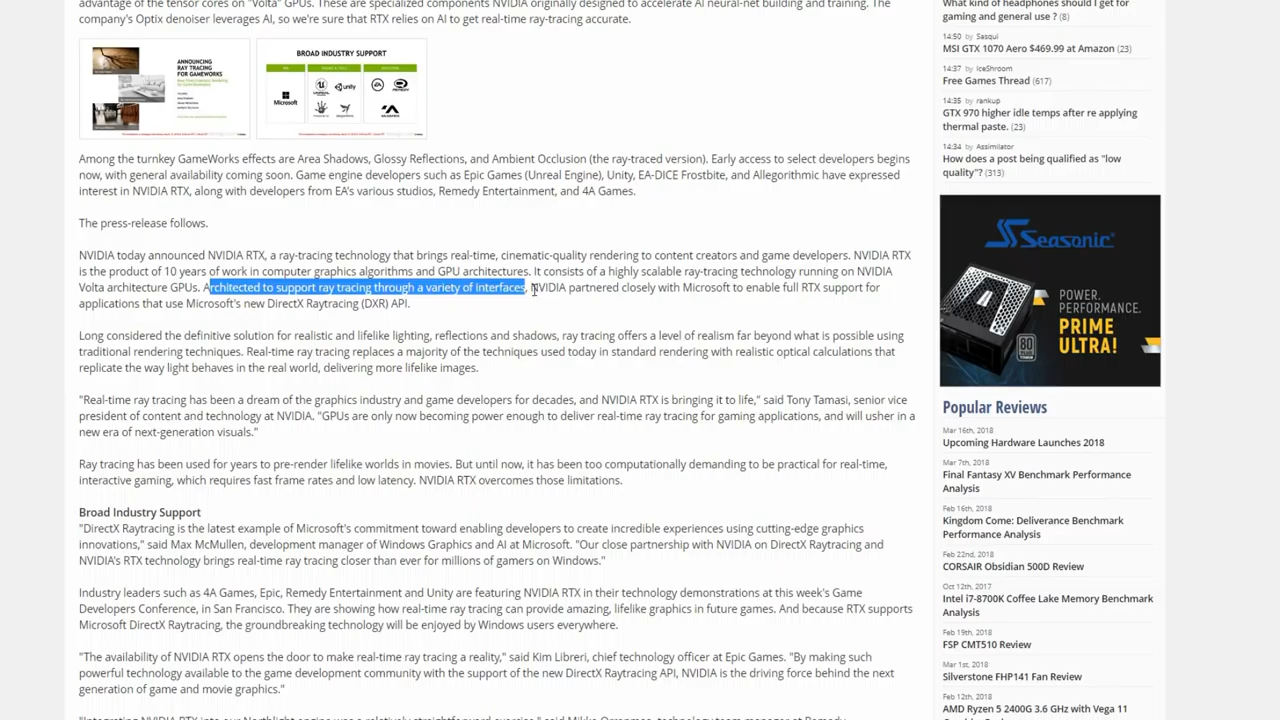 advantage of the tensor cores on "Volta" GPUs. These are specialized components NVIDIA originally designed to accelerate AI neural-net building and training. The
company's Optix denoiser leverages AI, so we're sure that RTX relies on AI to get real-time ray-tracing accurate.
ANNOUNCING
RAY TRACING
FOR GAMEWORKS
BROAD INDUSTRY SUPPORT
Microsoft
unity
EA
Among the turnkey GameWorks effects are Area Shadows, Glossy Reflections, and Ambient Occlusion (the ray-traced version). Early access to select developers begins
now, with general availability coming soon. Game engine developers such as Epic Games (Unreal Engine), Unity, EA-DICE Frostbite, and Allegorithmic have expressed
interest in NVIDIA RTX, along with developers from EA's various studios, Remedy Entertainment, and 4A Games.
The press-release follows.
NVIDIA today announced NVIDIA RTX, a ray-tracing technology that brings real-time, cinematic-quality rendering to content creators and game developers. NVIDIA RTX
is the product of 10 years of work in computer graphics algorithms and GPU architectures. It consists of a highly scalable ray-tracing technology running on NVIDIA
Volta architecture GPUs. Architected to support ray tracing through a variety of interfaces, NVIDIA partnered closely with Microsoft to enable full RTX support for
applications that use Microsoft's new DirectX Raytracing (DXR) API.
Long considered the definitive solution for realistic and lifelike lighting, reflections and shadows, ray tracing offers a level of realism far beyond what is possible using
traditional rendering techniques. Real-time ray tracing replaces a majority of the techniques used today in standard rendering with realistic optical calculations that
replicate the way light behaves in the real world, delivering more lifelike images.
"Real-time ray tracing has been a dream of the graphics industry and game developers for decades, and NVIDIA RTX is bringing it to life," said Tony Tamasi, senior vice
president of content and technology at NVIDIA. "GPUs are only now becoming power enough to deliver real-time ray tracing for gaming applications, and will usher in a
new era of next-generation visuals."
Ray tracing has been used for years to pre-render lifelike worlds in movies. But until now, it has been too computationally demanding to be practical for real-time,
interactive gaming, which requires fast frame rates and low latency. NVIDIA RTX overcomes those limitations.
Broad Industry Support
"DirectX Raytracing is the latest example of Microsoft's commitment toward enabling developers to create incredible experiences using cutting-edge graphics
innovations," said Max McMullen, development manager of Windows Graphics and AI at Microsoft. "Our close partnership with NVIDIA on DirectX Raytracing and
NVIDIA's RTX technology brings real-time ray tracing closer than ever for millions of gamers on Windows."
Industry leaders such as 4A Games, Epic, Remedy Entertainment and Unity are featuring NVIDIA RTX in their technology demonstrations at this week's Game
Developers Conference, in San Francisco. They are showing how real-time ray tracing can provide amazing, lifelike graphics in future games. And because RTX supports
Microsoft DirectX Raytracing, the groundbreaking technology will be enjoyed by Windows users everywhere.
"The availability of NVIDIA RTX opens the door to make real-time ray tracing a reality," said Kim Libreri, chief technology officer at Epic Games. "By making such
powerful technology available to the game development community with the support of the new DirectX Raytracing API, NVIDIA is the driving force behind the next
generation of game and movie graphics."
"Integrating NVIDIA RTX into our Northlight engine was a relatively straightforward exercise," said Mikko Orrenmaa, technology team manager at Remedy
What kind of headphones should I get for
gaming and general use ? (8)
14:50 by Sasqui
MSI GTX 1070 Aero $469.99 at Amazon (23)
14:37 by IceShroom
Free Games Thread (617)
14:35 by rankup
GTX 970 higher idle temps after re applying
thermal paste. (23)
14:34 by Assimilator
How does a post being qualified as "low
quality"? (313)
Seasonic
POWER.
PERFORMANCE.
PRIME
ULTRA!
80
Popular Reviews
Mar 16th, 2018
Upcoming Hardware Launches 2018
Mar 7th, 2018
Final Fantasy XV Benchmark Performance
Analysis
Feb 16th, 2018
Kingdom Come: Deliverance Benchmark
Performance Analysis
Feb 22nd, 2018
CORSAIR Obsidian 500D Review
Oct 12th, 2017
Intel i7-8700K Coffee Lake Memory Benchmark
Analysis
Feb 19th, 2018
FSP CMT510 Review
Mar 1st, 2018
Silverstone FHP141 Fan Review
Feb 12th, 2018
AMD Ryzen 5 2400G 3.6 GHz with Vega 11